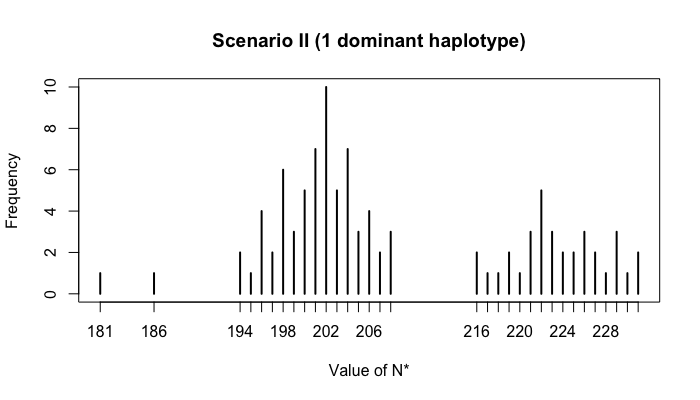 Scenario II (1 dominant haplotype)
Frequency
10
8
6
4
2
0
181 186 194 198 202 206 216 220 224 228
Value of N*